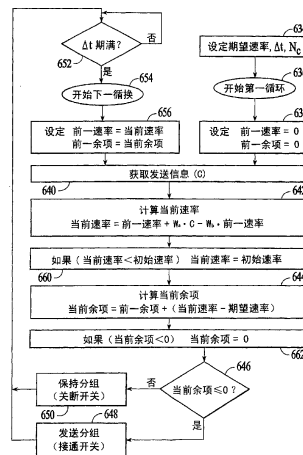 Δt 期满？
否
652
是
654
开始下一循换
656
设定 前一速率＝当前速率
前一余项＝当前余项
设定期望速率, Δt, Nc
开始第一循环
设定 前一速率＝0
前一余项＝0
获取发送信息 (C)
640
642
计算当前速率
当前速率＝前一速率＋Wa·C－Wb·前一速率
如果(当前速率<初始速率) 当前速率＝初始速率
660
644
计算当前余项
当前余项＝前一余项＋(当前速率－期望速率)
如果(当前余项<0) 当前余项＝0
662
646
当前余项≤0？
否
是
保持分组
(关断开关)
650
648
发送分组
(接通开关)